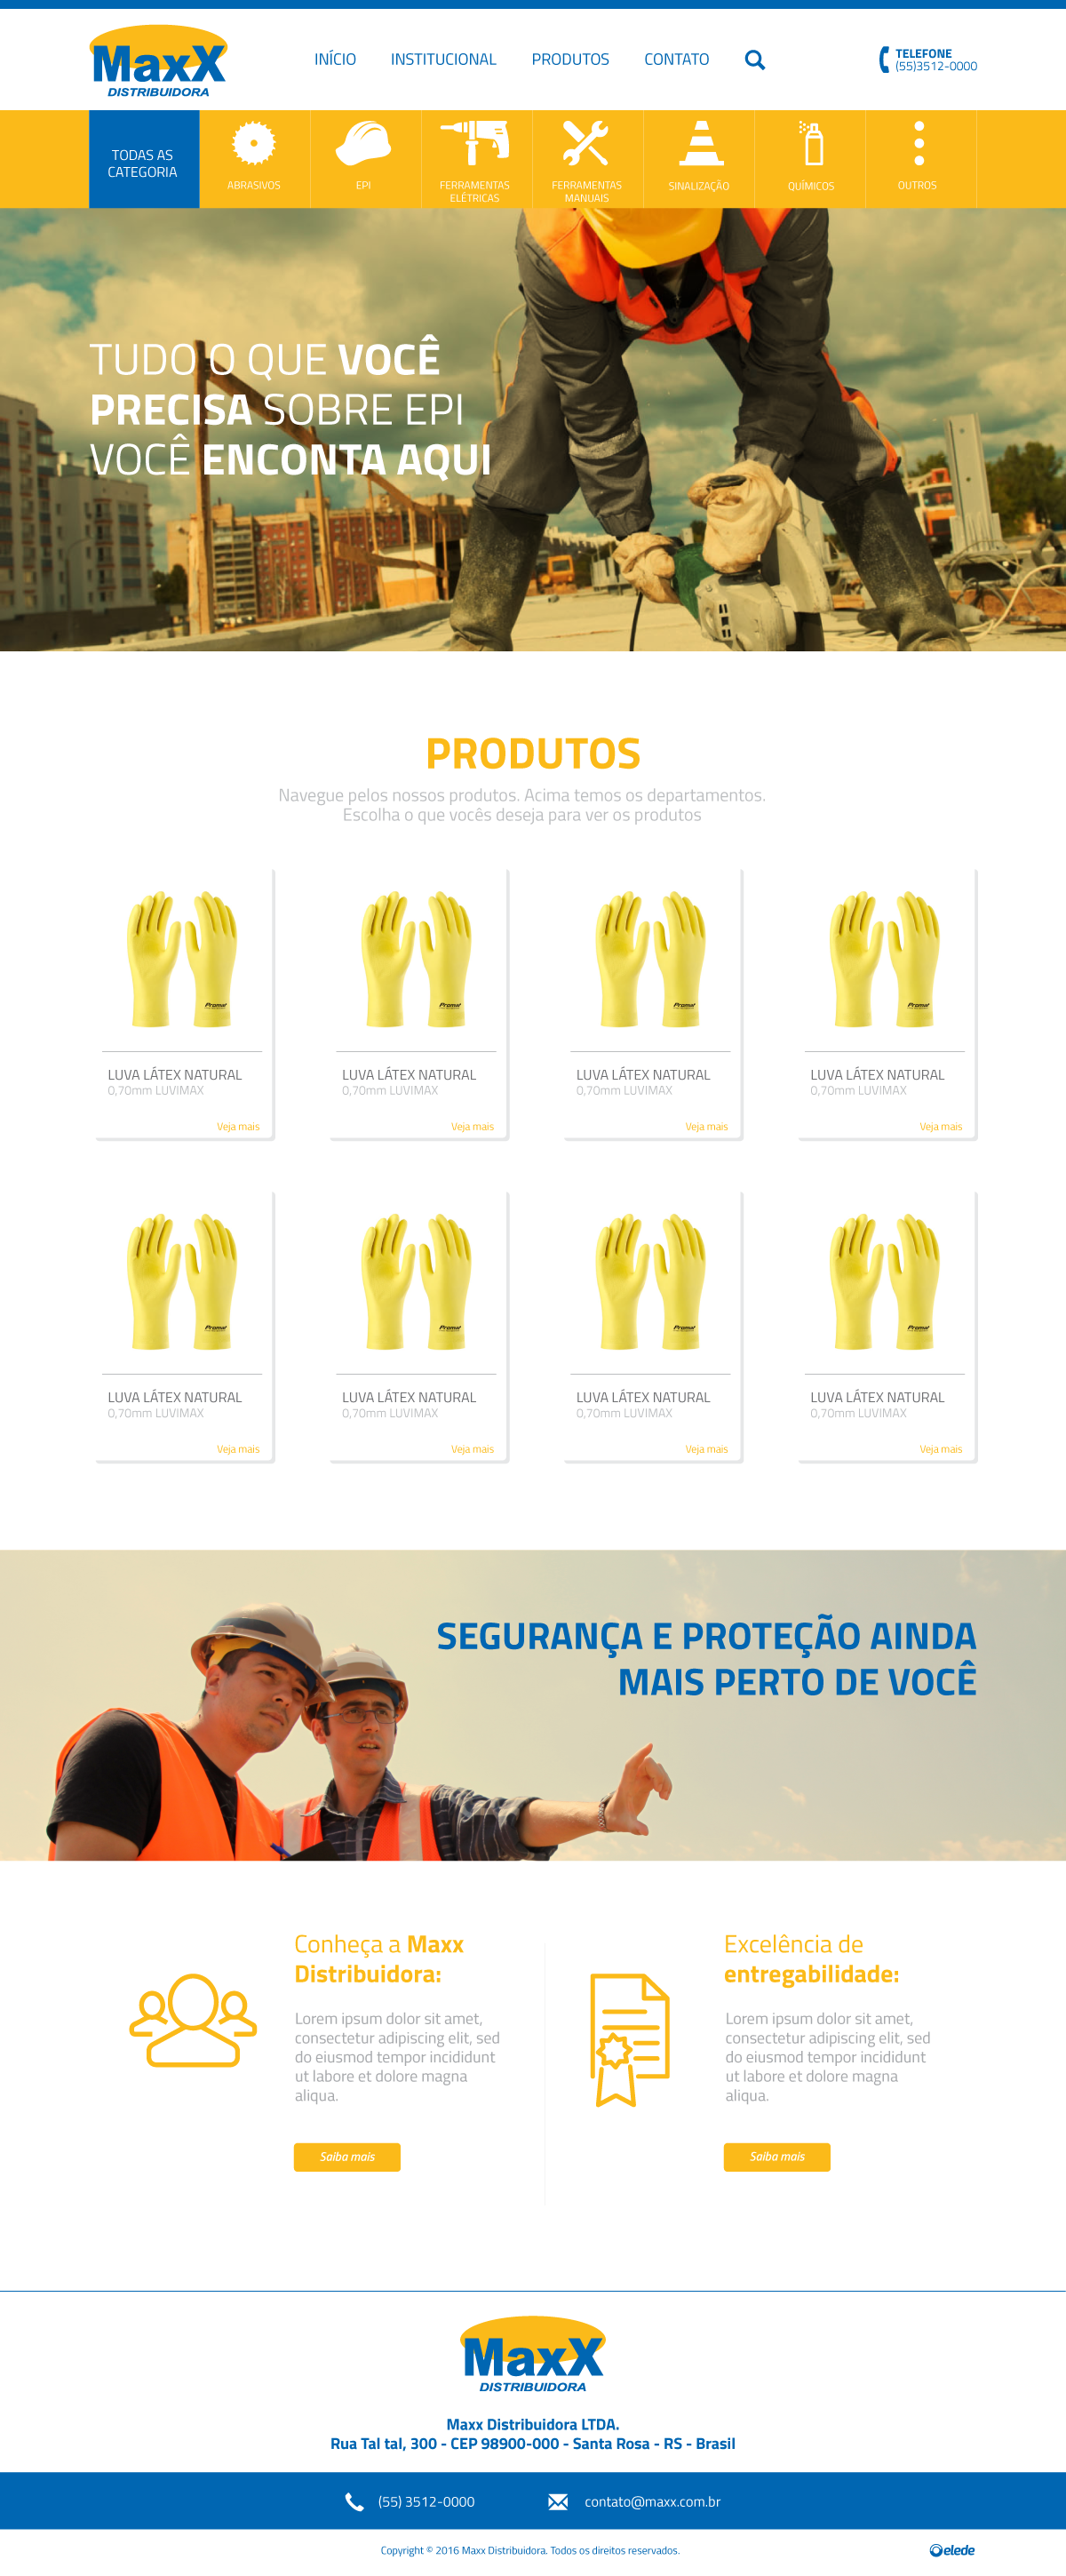 MaxX
DISTRIBUIDORA
INÍCIO
INSTITUCIONAL
PRODUTOS
CONTATO
TELEFONE
(55)3512-0000
TODAS AS
CATEGORIA
ABRASIVOS
EPI
FERRAMENTAS
ELÉTRICAS
FERRAMENTAS
MANUAIS
SINALIZAÇÃO
QUÍMICOS
OUTROS
TUDO O QUE VOCÊ
PRECISA SOBRE EPI
VOCÊ ENCONTA AQUI
PRODUTOS
Navegue pelos nossos produtos. Acima temos os departamentos.
Escolha o que vocês deseja para ver os produtos
Promat
LUVA LÁTEX NATURAL
0,70mm LUVIMAX
Veja mais
Promat
LUVA LÁTEX NATURAL
0,70mm LUVIMAX
Veja mais
Promat
LUVA LÁTEX NATURAL
0,70mm LUVIMAX
Veja mais
Promat
LUVA LÁTEX NATURAL
0,70mm LUVIMAX
Veja mais
Promat
LUVA LÁTEX NATURAL
0,70mm LUVIMAX
Veja mais
Promat
LUVA LÁTEX NATURAL
0,70mm LUVIMAX
Veja mais
Promat
LUVA LÁTEX NATURAL
0,70mm LUVIMAX
Veja mais
Promat
LUVA LÁTEX NATURAL
0,70mm LUVIMAX
Veja mais
SEGURANÇA E PROTEÇÃO AINDA
MAIS PERTO DE VOCÊ
Conheça a Maxx
Distribuidora:
Lorem ipsum dolor sit amet,
consectetur adipiscing elit, sed
do eiusmod tempor incididunt
ut labore et dolore magna
aliqua.
Saiba mais
Excelência de
entregabilidade:
Lorem ipsum dolor sit amet,
consectetur adipiscing elit, sed
do eiusmod tempor incididunt
ut labore et dolore magna
aliqua.
Saiba mais
MaxX
DISTRIBUIDORA
Maxx Distribuidora LTDA.
Rua Tal tal, 300 - CEP 98900-000 - Santa Rosa - RS - Brasil
(55) 3512-0000
contato@maxx.com.br
Copyright © 2016 Maxx Distribuidora. Todos os direitos reservados.
elede